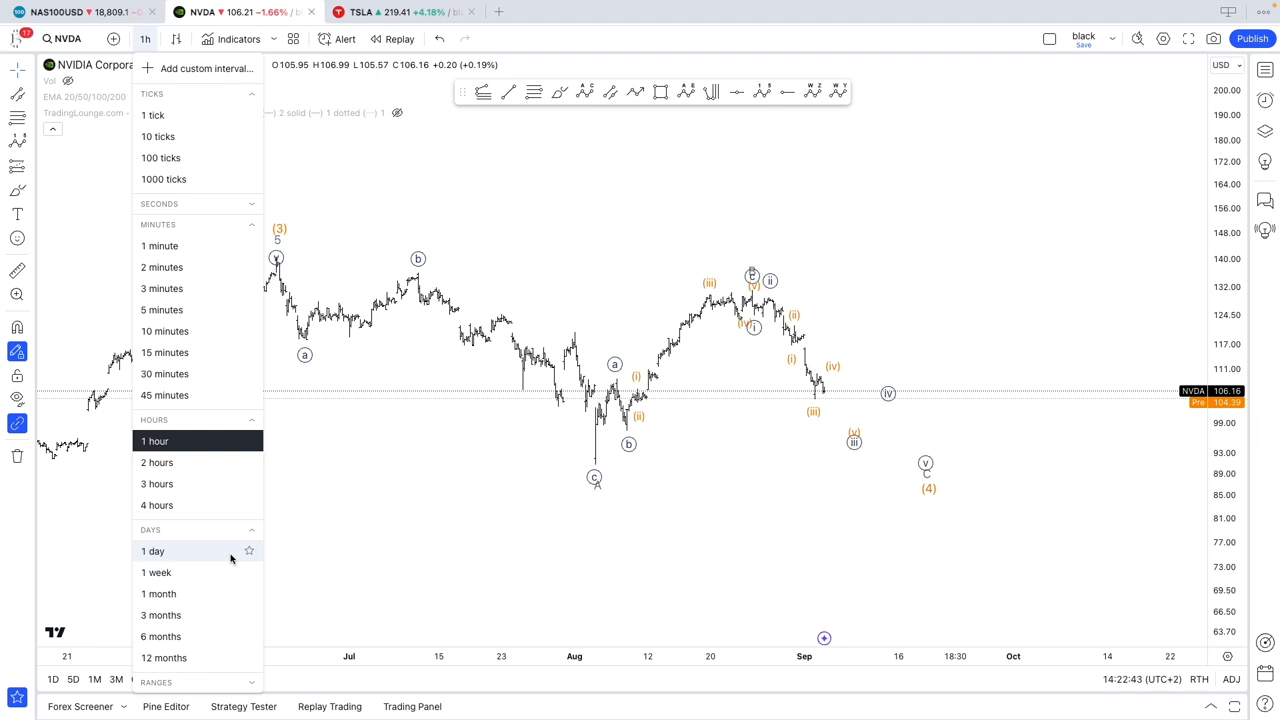 NAS100USD ▼ 18,809.1 −0
NVDA ▼ 106.21 −1.66% / b
TSLA ▲ 219.41 +4.18% / bl
17 NVDA 1h Indicators Alert Replay black Save Publish
NVIDIA Corpora O105.95 H106.99 L105.57 C106.16 +0.20 (+0.19%) USD
Vol
EMA 20/50/100/200
TradingLounge.com - —) 2 solid (—) 1 dotted (···) 1
Add custom interval...
TICKS
1 tick
10 ticks
100 ticks
1000 ticks
SECONDS
MINUTES
1 minute
2 minutes
3 minutes
5 minutes
10 minutes
15 minutes
30 minutes
45 minutes
HOURS
1 hour
2 hours
3 hours
4 hours
DAYS
1 day
1 week
1 month
3 months
6 months
12 months
RANGES
A C
A E
1 5
W Z
W Y
(3)
5
v
a
b
c
A
a
b
(i)
(ii)
(iii)
(iv)
B
c
(v)
i
ii
(i)
(ii)
(iii)
(iv)
(v)
iii
iv
v
C
(4)
200.00
190.00
180.00
172.00
164.00
156.00
148.00
140.00
132.00
124.50
117.00
111.00
NVDA 106.16
Pre 104.39
99.00
93.00
89.00
85.00
81.00
77.00
73.00
69.50
66.50
63.70
21 Jul 15 23 Aug 12 20 Sep 16 18:30 Oct 14 22
1D 5D 1M 3M 14:22:43 (UTC+2) RTH ADJ
Forex Screener Pine Editor Strategy Tester Replay Trading Trading Panel